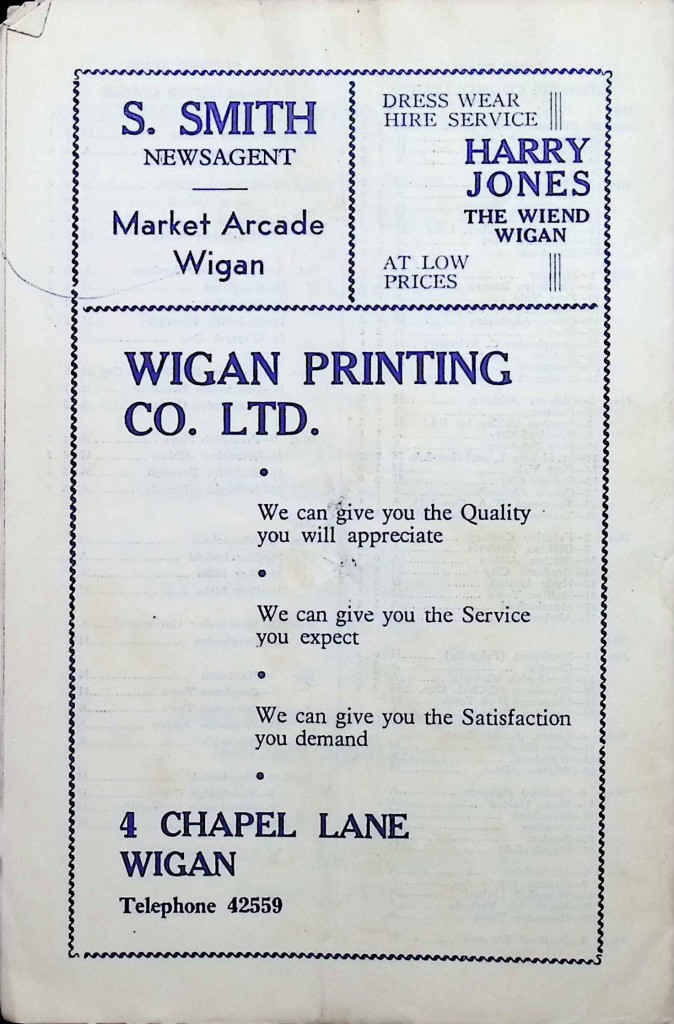 S. SMITH
NEWSAGENT
Market Arcade
Wigan
DRESS WEAR
HIRE SERVICE
HARRY
JONES
THE WIEND
WIGAN
AT LOW
PRICES
WIGAN PRINTING
CO. LTD.
We can give you the Quality
you will appreciate
We can give you the Service
you expect
We can give you the Satisfaction
you demand
4 CHAPEL LANE
WIGAN
Telephone 42559